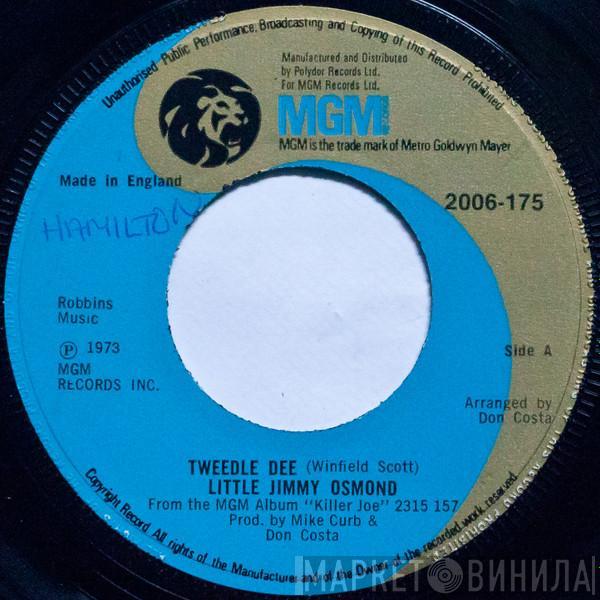 Unauthorised Public Performance, Broadcasting and Copying of this Record Prohibited
Manufactured and Distributed
by Polydor Records Ltd.
For MGM Records Ltd.
MGM
MGM is the trade mark of Metro Goldwyn Mayer
Made in England
2006-175
HAMILTON
Robbins
Music
℗ 1973
MGM
RECORDS INC.
Side A
Arranged by
Don Costa
TWEEDLE DEE (Winfield Scott)
LITTLE JIMMY OSMOND
From the MGM Album "Killer Joe" 2315 157
Prod. by Mike Curb &
Don Costa
Copyright Record. All rights of the Manufacturer and of the Owner of the recorded work reserved.
МАРКЕТ ВИНИЛА